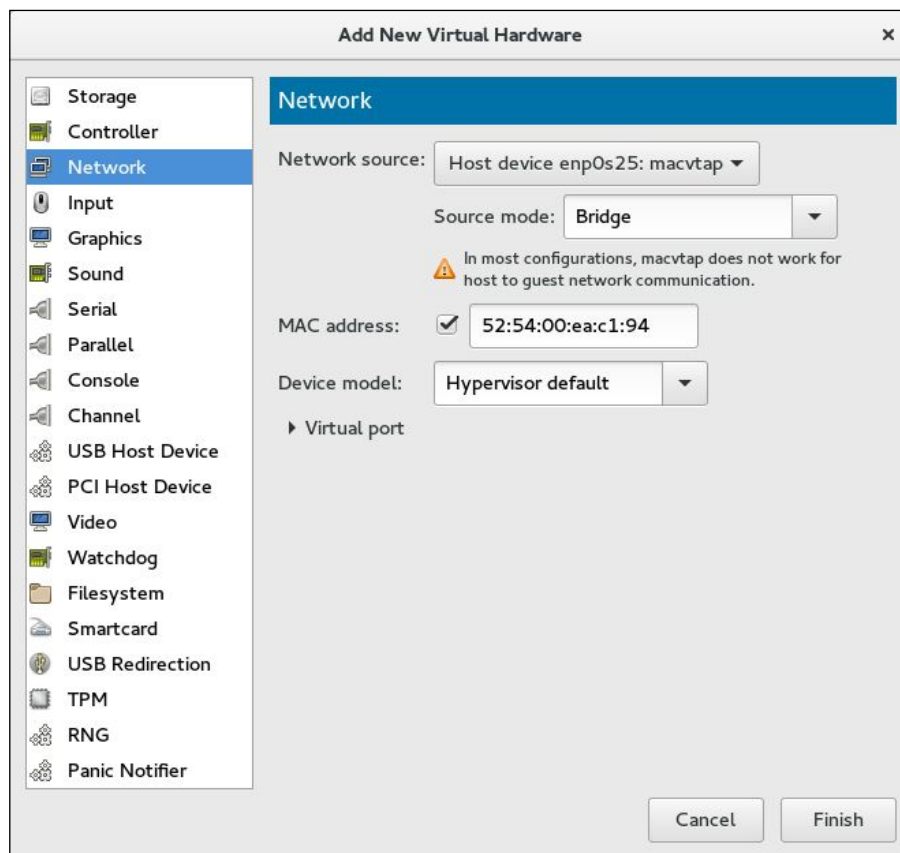 Add New Virtual Hardware
Storage
Controller
Network
Input
Graphics
Sound
Serial
Parallel
Console
Channel
USB Host Device
PCI Host Device
Video
Watchdog
Filesystem
Smartcard
USB Redirection
TPM
RNG
Panic Notifier
Network
Network source: Host device enp0s25: macvtap
Source mode: Bridge
In most configurations, macvtap does not work for
host to guest network communication.
MAC address: 52:54:00:ea:c1:94
Device model: Hypervisor default
Virtual port
Cancel Finish